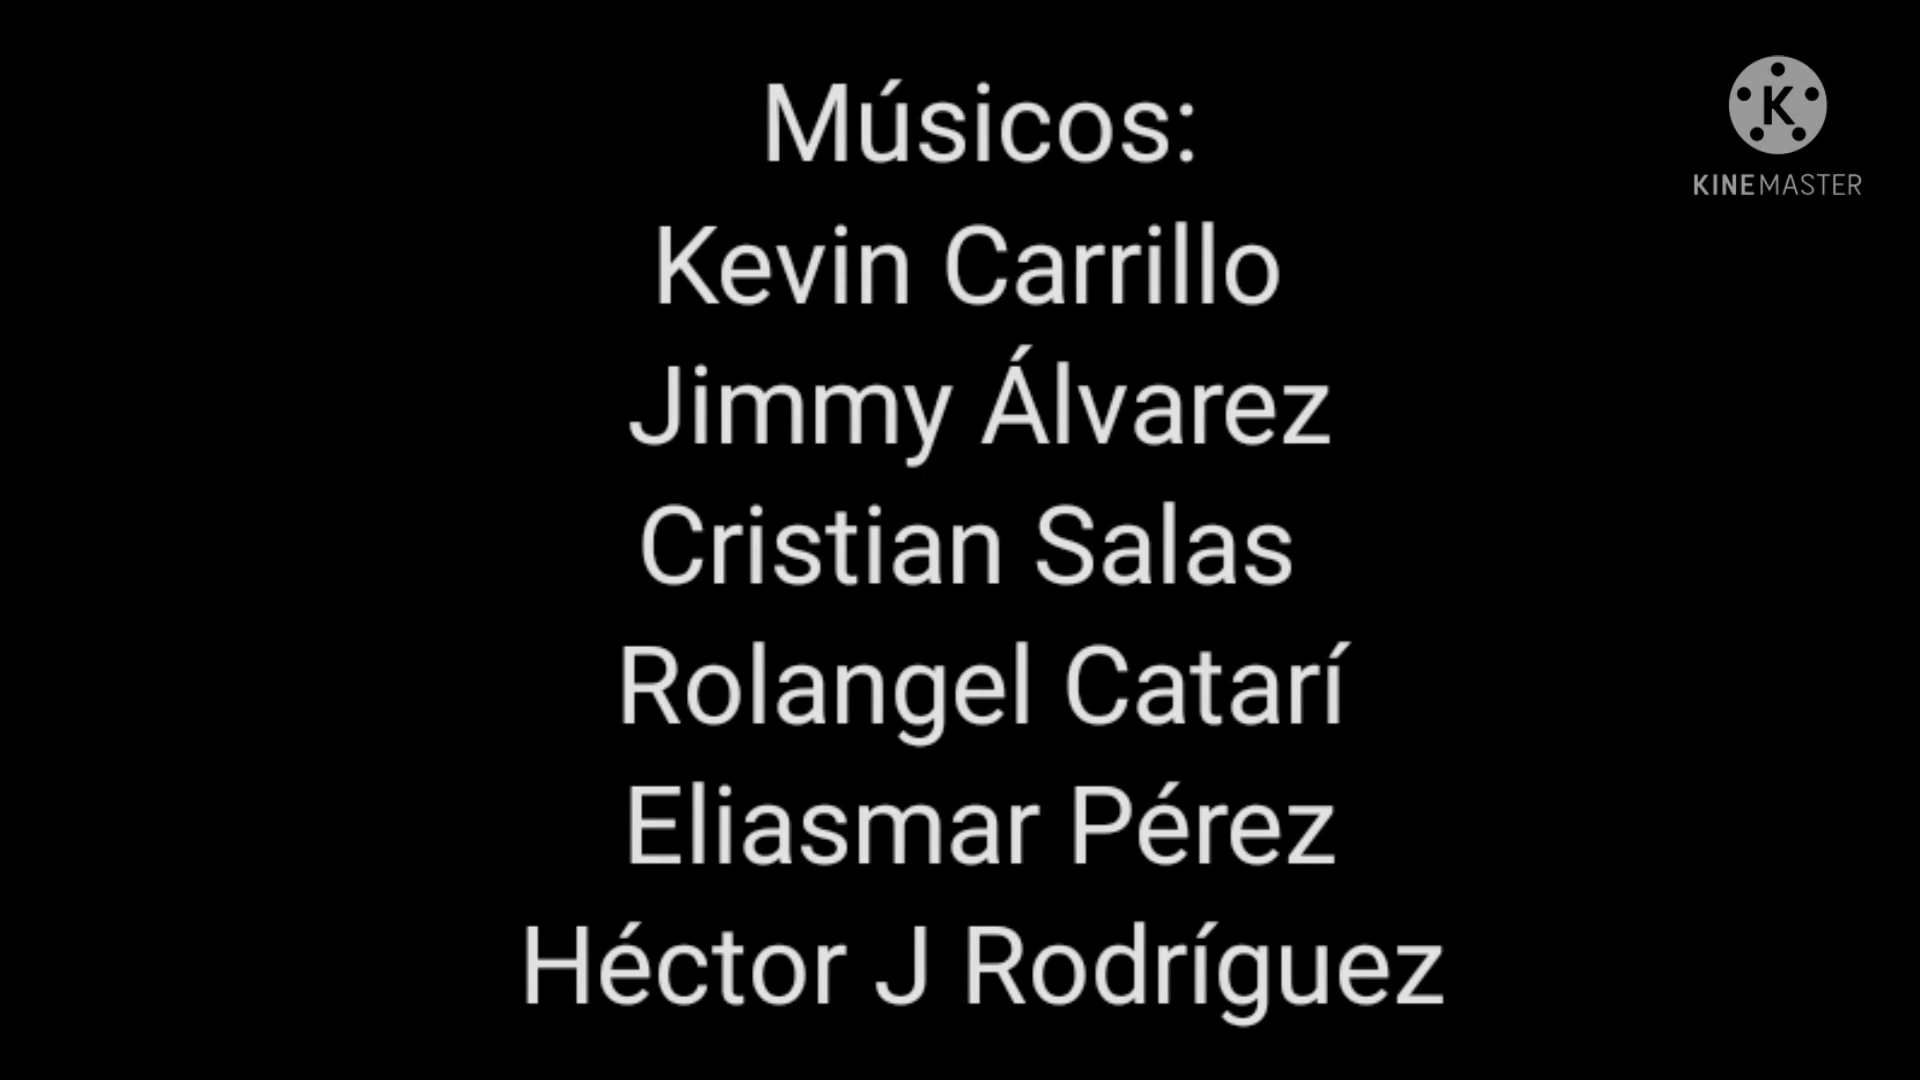 Músicos:
K
KINEMASTER
Kevin Carrillo
Jimmy Álvarez
Cristian Salas
Rolangel Catarí
Eliasmar Pérez
Héctor J Rodríguez